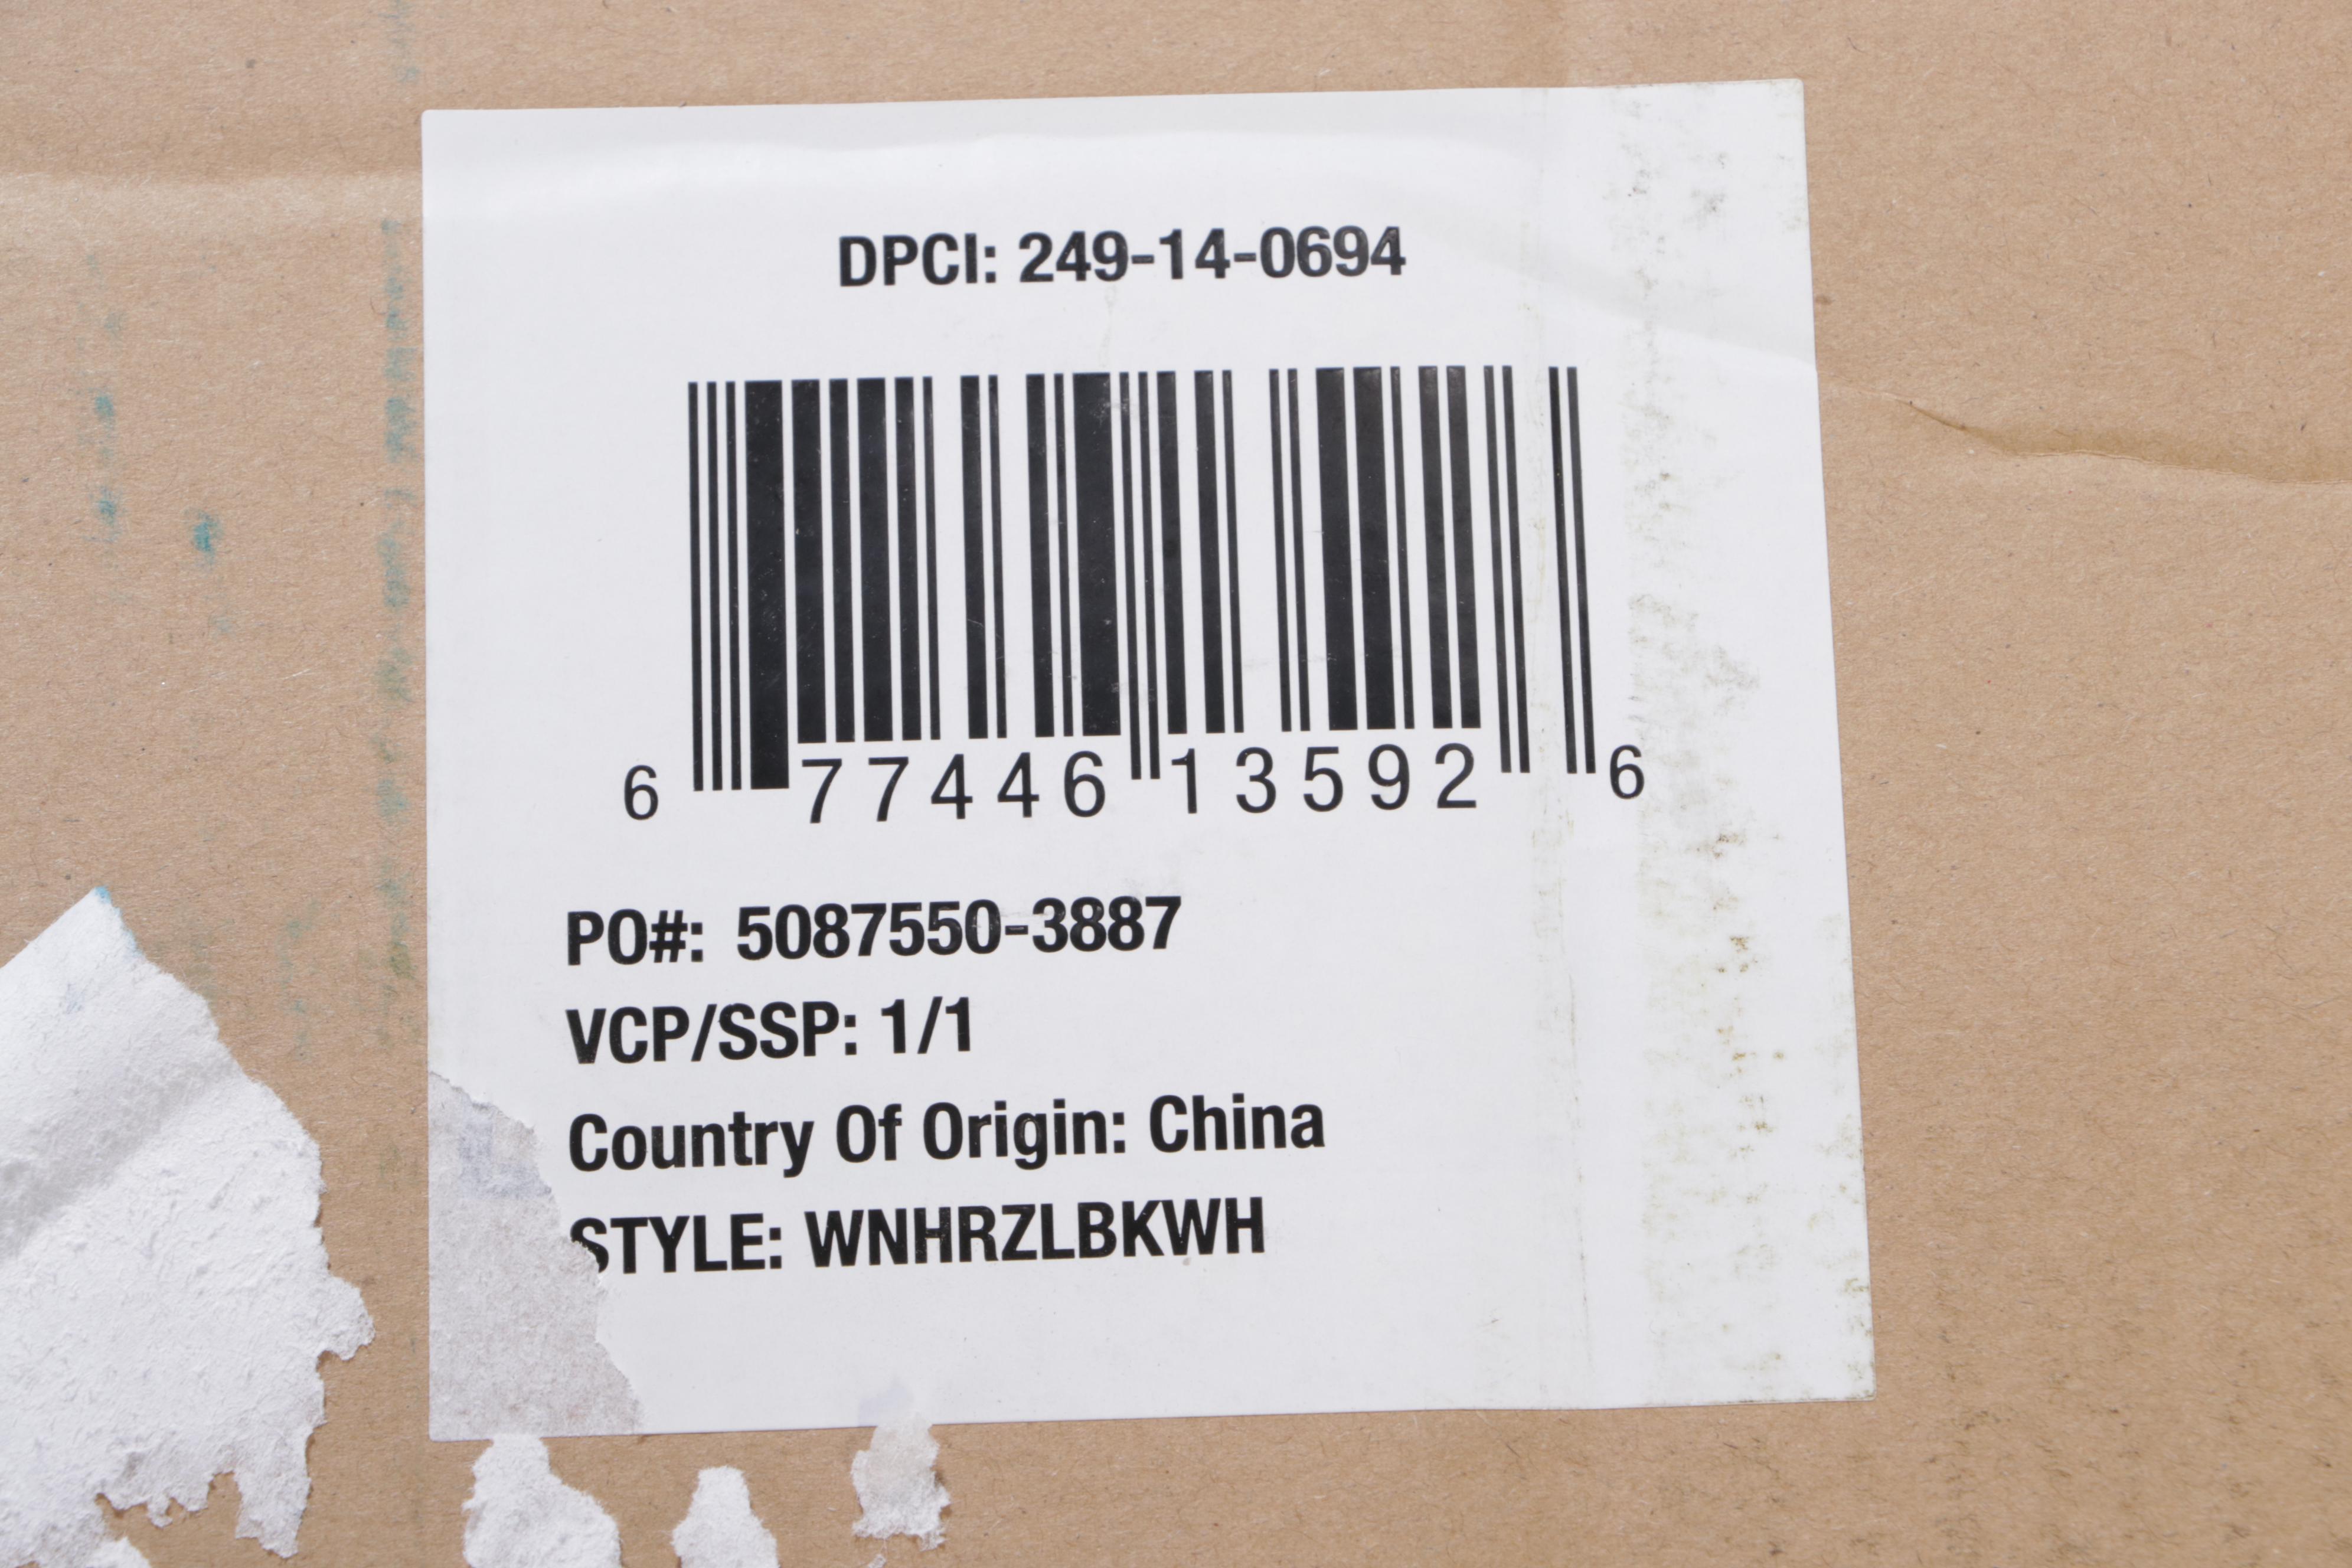 DPCI: 249-14-0694
6 77446 13592 6
PO#: 5087550-3887
VCP/SSP: 1/1
Country Of Origin: China
STYLE: WNHRZLBKWH